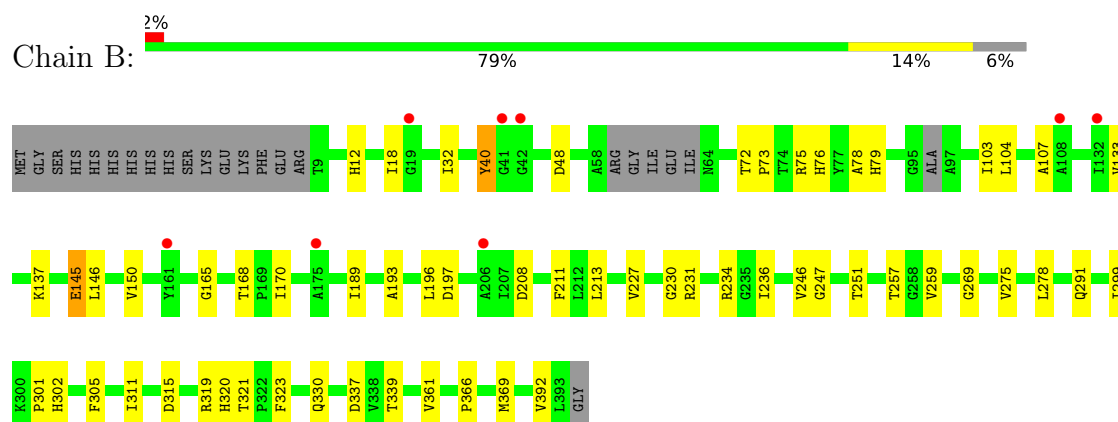 2%
Chain B:
79% 14% 6%
MET GLY SER HIS HIS HIS HIS HIS HIS SER LYS GLU LYS PHE GLU ARG T9 H12 I18 G19 I32 Y40 G41 G42 D48 A58 ARG GLY ILE GLU ILE N64 T72 P73 T74 R75 H76 Y77 A78 H79 G95 ALA A97 I103 L104 A107 A108 I132 V133
K137 E145 L146 V150 Y161 G165 T168 P169 I170 A175 I189 A193 L196 D197 A206 I207 D208 F211 L212 L213 V227 G230 R231 R234 G235 I236 V246 G247 T251 T257 G258 V259 G269 V275 L278 Q291
K300 P301 H302 F305 I311 D315 R319 H320 T321 P322 F323 Q330 D337 V338 T339 V361 P366 M369 V392 L393 GLY